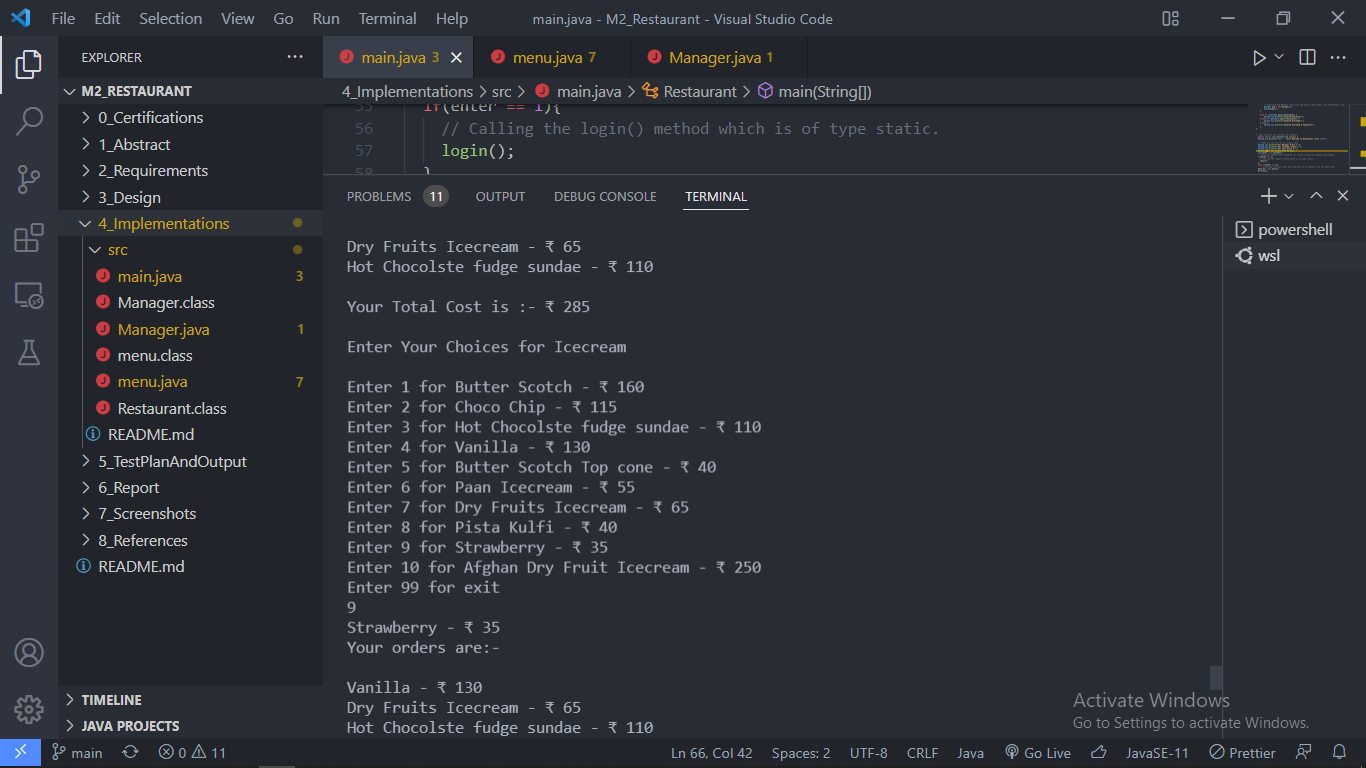 File Edit Selection View Go Run Terminal Help main.java - M2_Restaurant - Visual Studio Code
EXPLORER
M2_RESTAURANT
0_Certifications
1_Abstract
2_Requirements
3_Design
4_Implementations
src
main.java 3
Manager.class
Manager.java 1
menu.class
menu.java 7
Restaurant.class
README.md
5_TestPlanAndOutput
6_Report
7_Screenshots
8_References
README.md
TIMELINE
JAVA PROJECTS
main.java 3 menu.java 7 Manager.java 1
4_Implementations > src > main.java > Restaurant > main(String[])
55 if(enter == 1){
56 // Calling the login() method which is of type static.
57 login();
58 }
PROBLEMS 11 OUTPUT DEBUG CONSOLE TERMINAL
Dry Fruits Icecream - ₹ 65
Hot Chocolste fudge sundae - ₹ 110
Your Total Cost is :- ₹ 285
Enter Your Choices for Icecream
Enter 1 for Butter Scotch - ₹ 160
Enter 2 for Choco Chip - ₹ 115
Enter 3 for Hot Chocolste fudge sundae - ₹ 110
Enter 4 for Vanilla - ₹ 130
Enter 5 for Butter Scotch Top cone - ₹ 40
Enter 6 for Paan Icecream - ₹ 55
Enter 7 for Dry Fruits Icecream - ₹ 65
Enter 8 for Pista Kulfi - ₹ 40
Enter 9 for Strawberry - ₹ 35
Enter 10 for Afghan Dry Fruit Icecream - ₹ 250
Enter 99 for exit
9
Strawberry - ₹ 35
Your orders are:-
Vanilla - ₹ 130
Dry Fruits Icecream - ₹ 65
Hot Chocolste fudge sundae - ₹ 110
powershell
wsl
Activate Windows
Go to Settings to activate Windows.
main 0 11 Ln 66, Col 42 Spaces: 2 UTF-8 CRLF Java Go Live JavaSE-11 Prettier